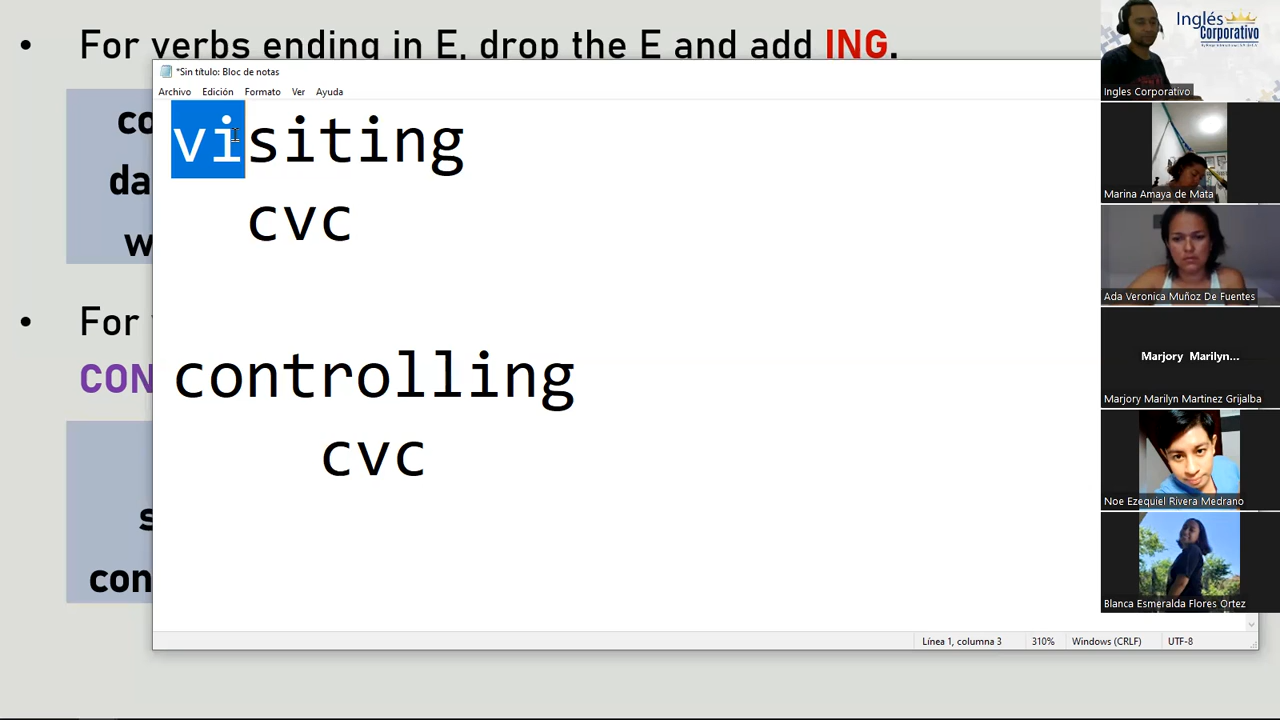 • For verbs ending in E, drop the E and add ING.
*Sin título: Bloc de notas
Archivo Edición Formato Ver Ayuda
visiting
cvc
controlling
cvc
co
da
w
• For
CON
s
con
Línea 1, columna 3 310% Windows (CRLF) UTF-8
Inglés
Corporativo
Ingles Corporativo
Marina Amaya de Mata
Ada Veronica Muñoz De Fuentes
Marjory Marilyn...
Marjory Marilyn Martinez Grijalba
Noe Ezequiel Rivera Medrano
Blanca Esmeralda Flores Ortez